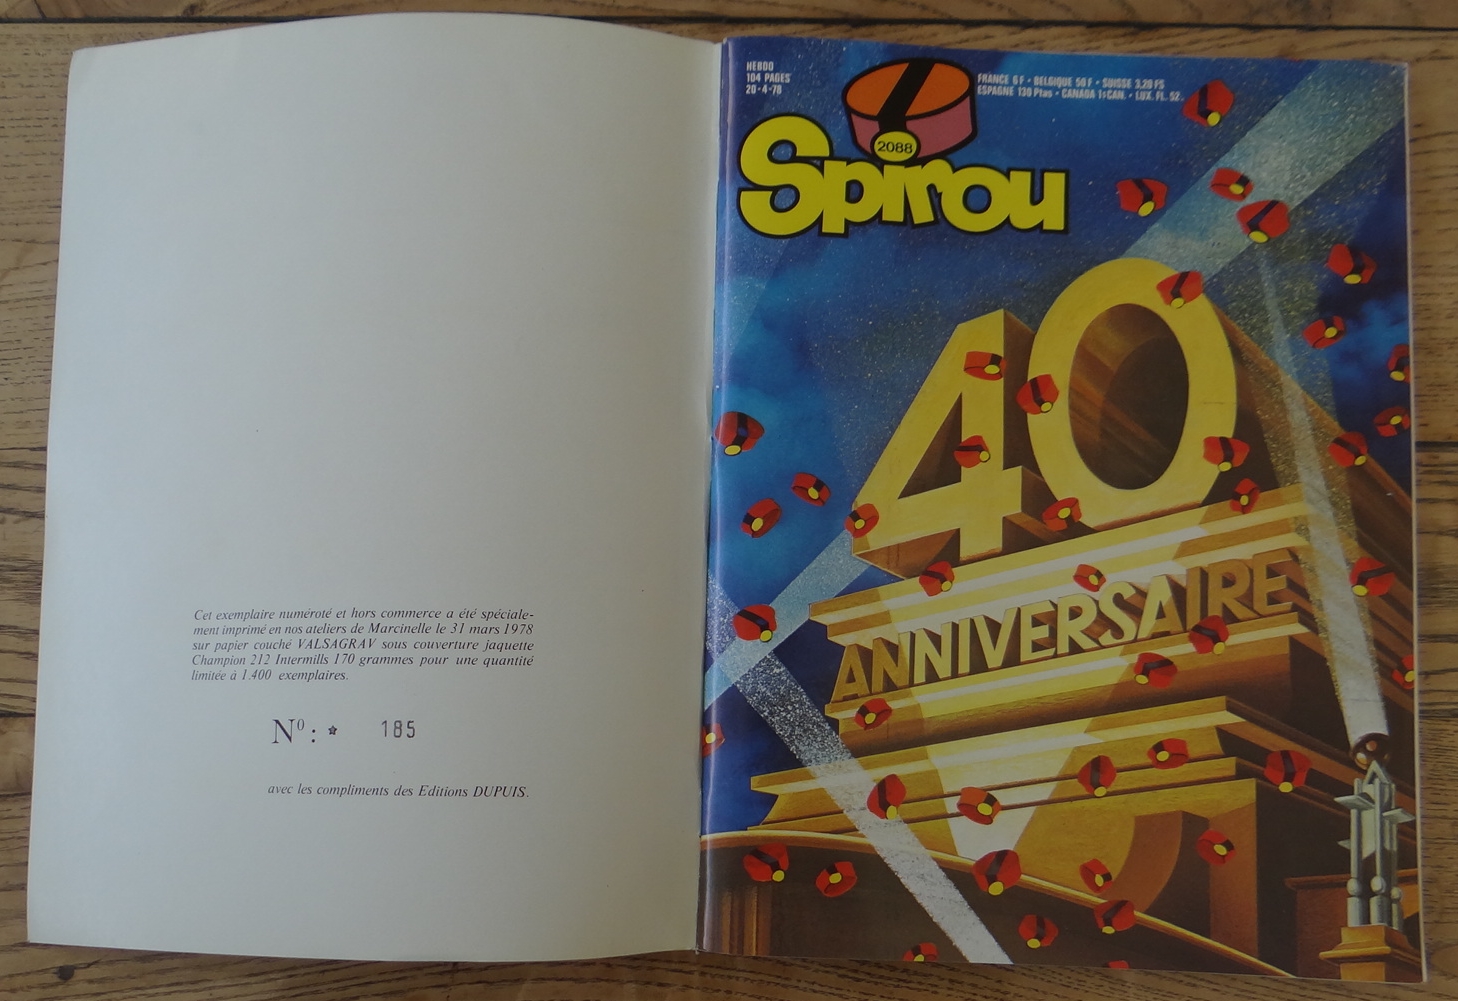 Cet exemplaire numéroté et hors commerce a été spéciale-
ment imprimé en nos ateliers de Marcinelle le 31 mars 1978
sur papier couché VALSAGRAV sous couverture jaquette
Champion 212 Intermills 170 grammes pour une quantité
limitée à 1.400 exemplaires.
Nº : * 185
avec les compliments des Editions DUPUIS.
HEBDO
104 PAGES
20-4-78
FRANCE 6 F • BELGIQUE 50 F • SUISSE 3,20 FS
ESPAGNE 130 Ptas • CANADA 1$ CAN. • LUX. FL. 52.
2088
Spirou
40
ANNIVERSAIRE